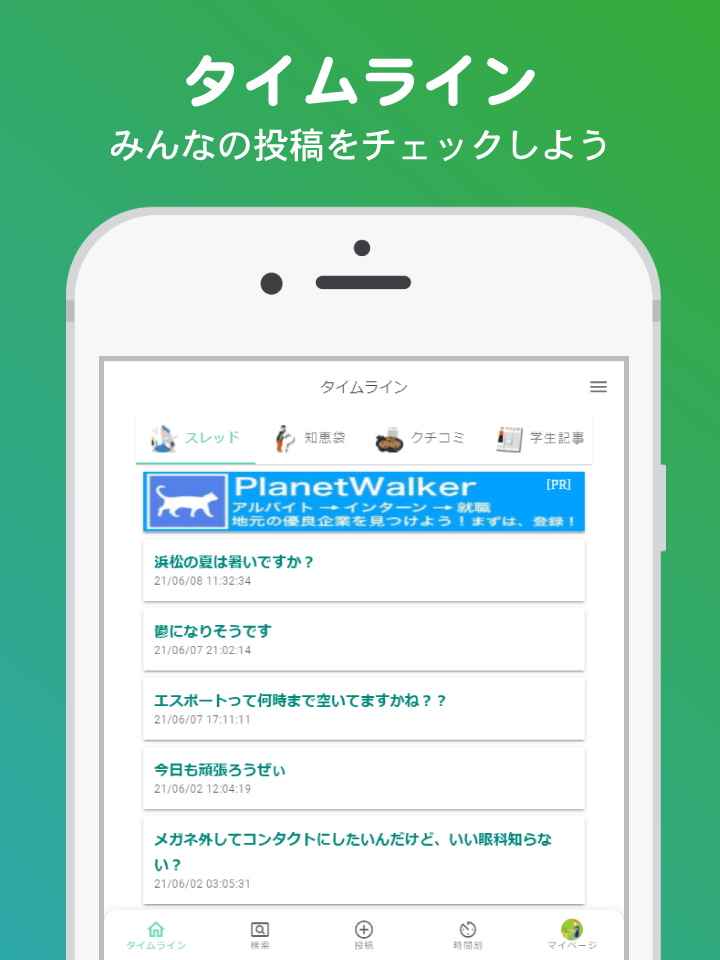 タイムライン
みんなの投稿をチェックしよう
タイムライン
スレッド 知恵袋 クチコミ 学生記事
PlanetWalker [PR]
アルバイト → インターン → 就職
地元の優良企業を見つけよう！まずは、登録！
浜松の夏は暑いですか？
21/06/08 11:32:34
鬱になりそうです
21/06/07 21:02:14
エスポートって何時まで空いてますかね？？
21/06/07 17:11:11
今日も頑張ろうぜい
21/06/02 12:04:19
メガネ外してコンタクトにしたいんだけど、いい眼科知らな
い？
21/06/02 03:05:31
タイムライン 検索 投稿 時間割 マイページ